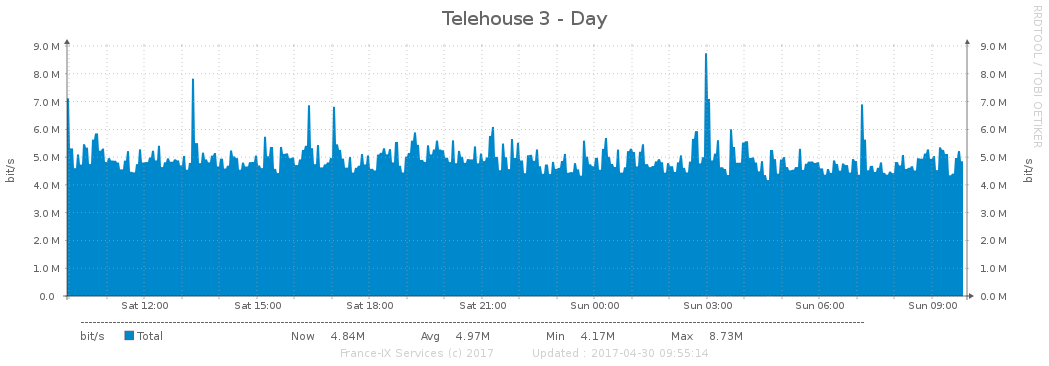 Telehouse 3 - Day
RRDTOOL / TOBI OETIKER
bit/s
9.0 M 9.0 M
8.0 M 8.0 M
7.0 M 7.0 M
6.0 M 6.0 M
5.0 M 5.0 M
4.0 M 4.0 M
3.0 M 3.0 M
2.0 M 2.0 M
1.0 M 1.0 M
0.0 0.0 M
bit/s
Sat 12:00 Sat 15:00 Sat 18:00 Sat 21:00 Sun 00:00 Sun 03:00 Sun 06:00 Sun 09:00
bit/s Total Now 4.84M Avg 4.97M Min 4.17M Max 8.73M
France-IX Services (c) 2017 Updated : 2017-04-30 09:55:14